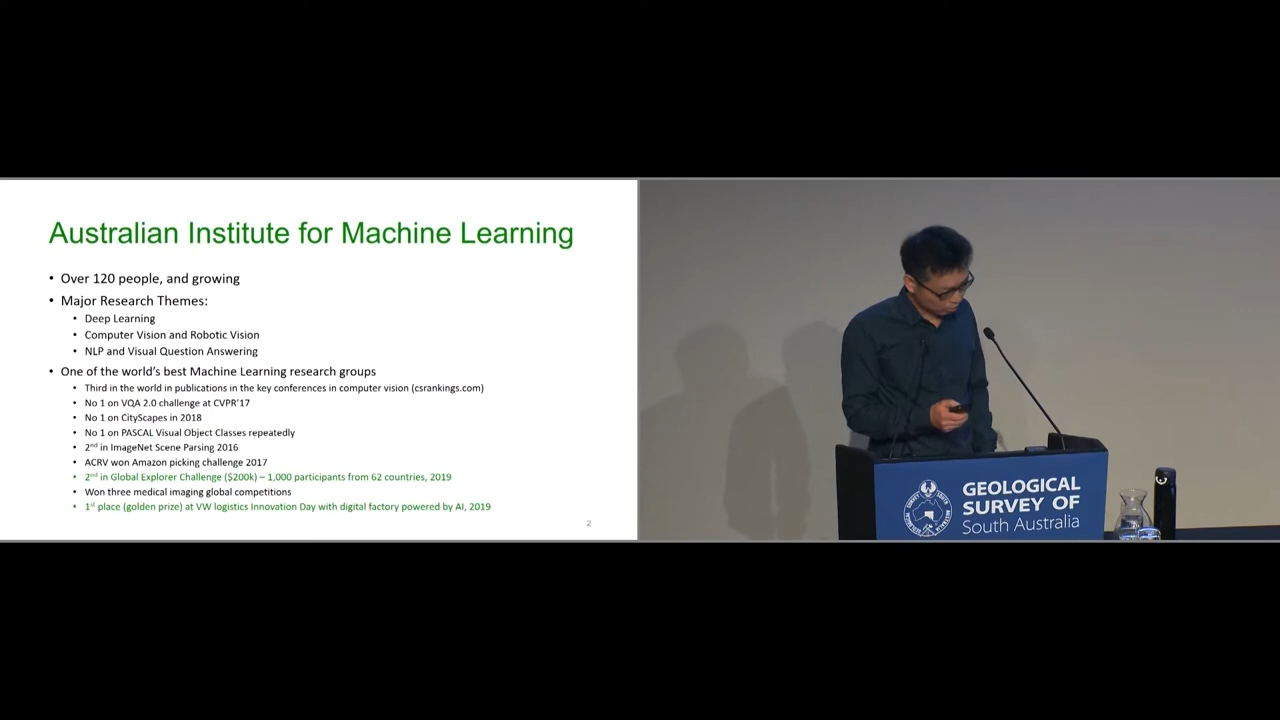 Australian Institute for Machine Learning
• Over 120 people, and growing
• Major Research Themes:
• Deep Learning
• Computer Vision and Robotic Vision
• NLP and Visual Question Answering
• One of the world's best Machine Learning research groups
• Third in the world in publications in the key conferences in computer vision (csrankings.com)
• No 1 on VQA 2.0 challenge at CVPR'17
• No 1 on CityScapes in 2018
• No 1 on PASCAL Visual Object Classes repeatedly
• 2nd in ImageNet Scene Parsing 2016
• ACRV won Amazon picking challenge 2017
• 2nd in Global Explorer Challenge ($200k) – 1,000 participants from 62 countries, 2019
• Won three medical imaging global competitions
• 1st place (golden prize) at VW logistics Innovation Day with digital factory powered by AI, 2019
2
GEOLOGICAL
SURVEY OF
South Australia